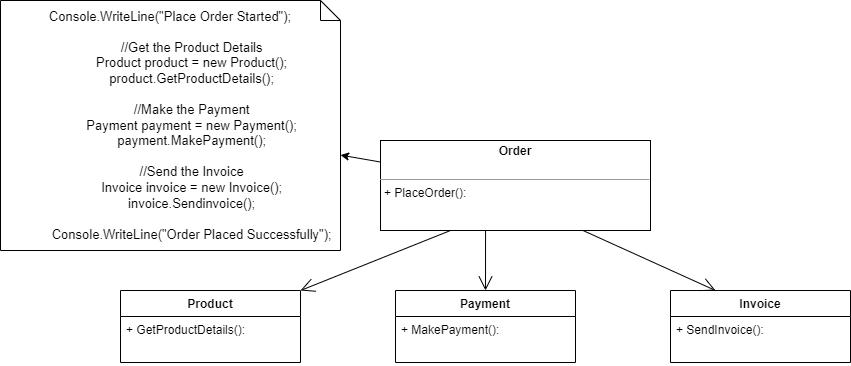 Console.WriteLine("Place Order Started");
//Get the Product Details
Product product = new Product();
product.GetProductDetails();
//Make the Payment
Payment payment = new Payment();
payment.MakePayment();
//Send the Invoice
Invoice invoice = new Invoice();
invoice.Sendinvoice();
Console.WriteLine("Order Placed Successfully");
Order
+ PlaceOrder():
Product
+ GetProductDetails():
Payment
+ MakePayment():
Invoice
+ SendInvoice():